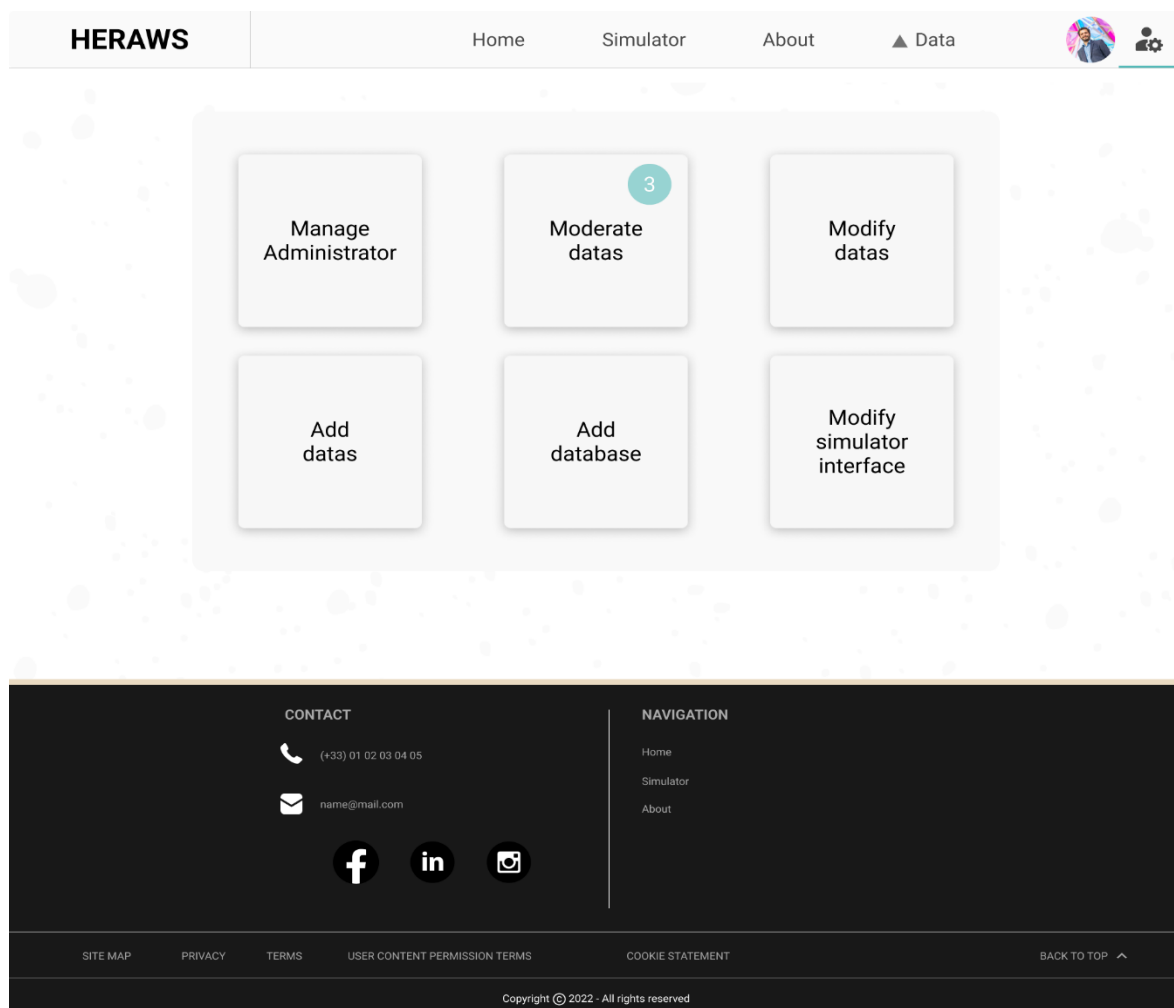 HERAWS
Home
Simulator
About
Data
3
Manage
Administrator
Moderate
datas
Modify
datas
Add
datas
Add
database
Modify
simulator
interface
CONTACT
(+33) 01 02 03 04 05
name@mail.com
f
in
NAVIGATION
Home
Simulator
About
SITE MAP
PRIVACY
TERMS
USER CONTENT PERMISSION TERMS
COOKIE STATEMENT
BACK TO TOP
Copyright © 2022 - All rights reserved